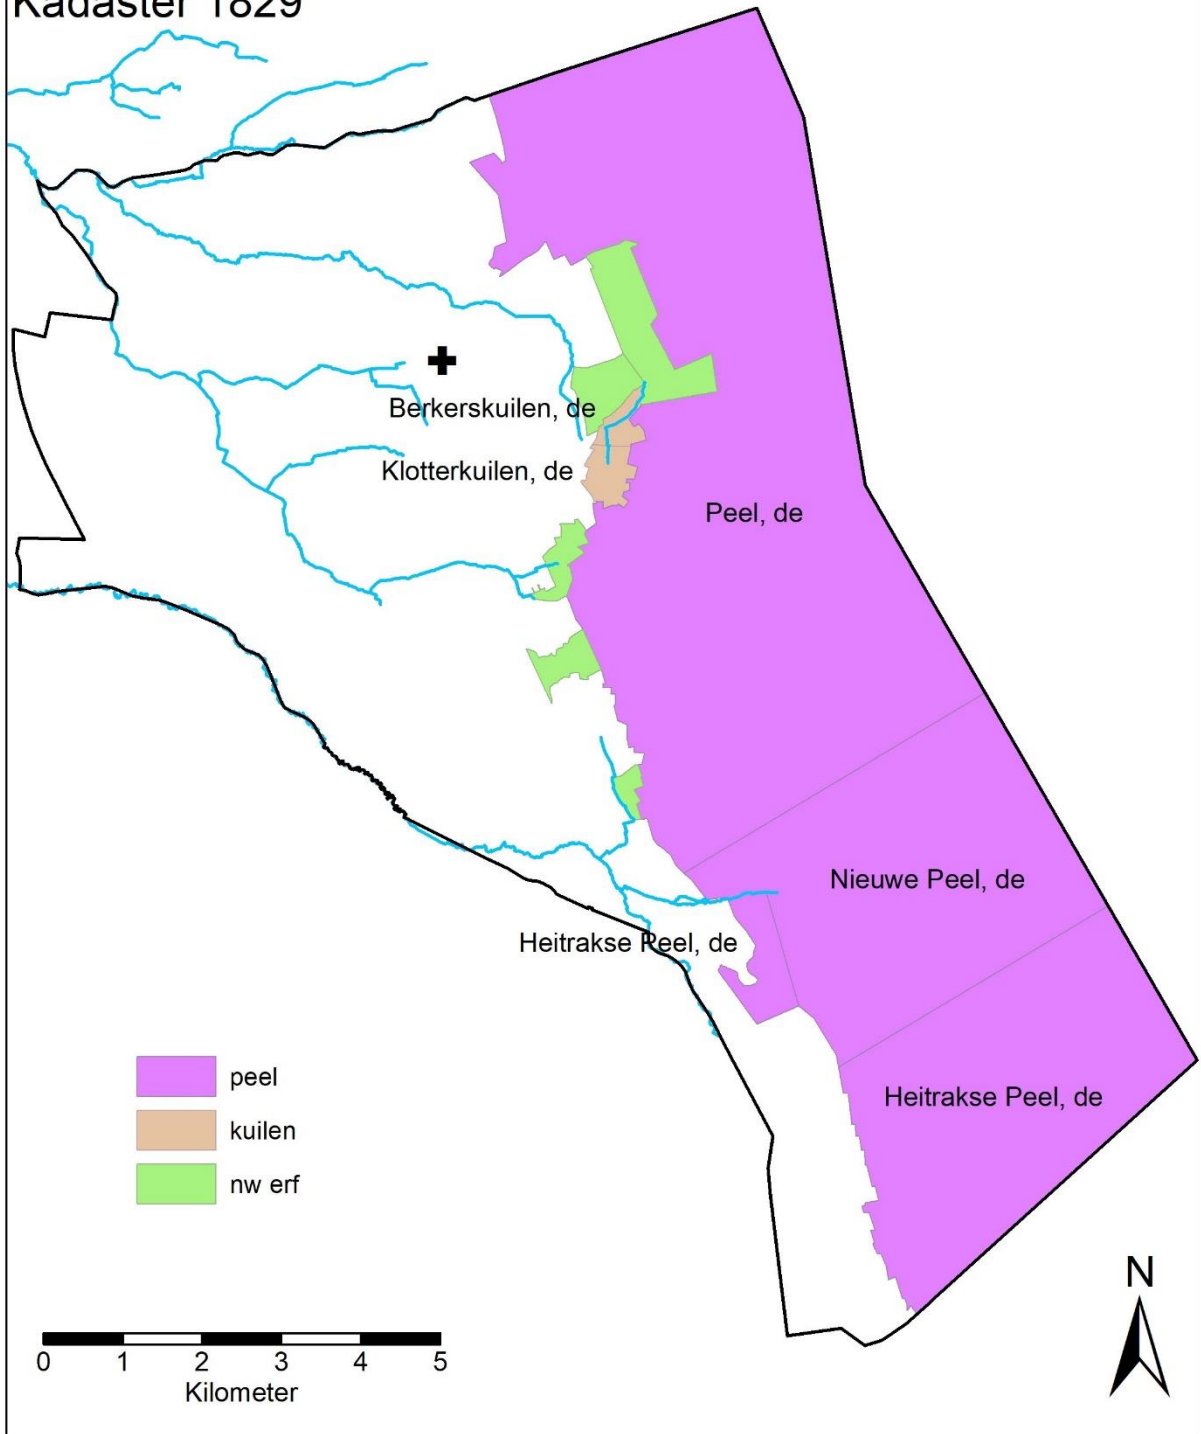 Kadaster 1829
Berkerskuilen, de
Klotterkuilen, de
Peel, de
Nieuwe Peel, de
Heitrakse Peel, de
Heitrakse Peel, de
peel
kuilen
nw erf
N
0 1 2 3 4 5
Kilometer